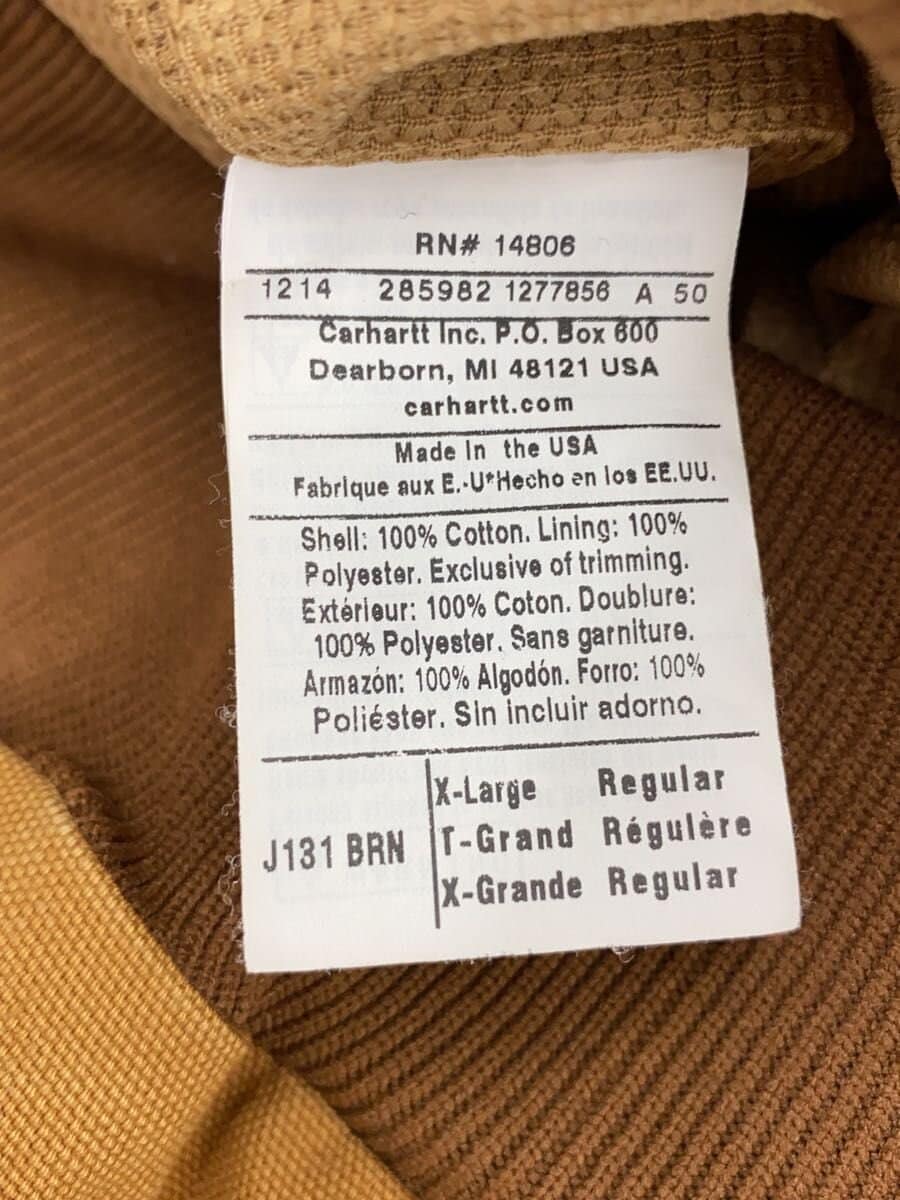 RN# 14806
1214 285982 1277856 A 50
Carhartt Inc. P.O. Box 600
Dearborn, MI 48121 USA
carhartt.com
Made In the USA
Fabrique aux E.-U*Hecho en los EE.UU.
Shell: 100% Cotton. Lining: 100%
Polyester. Exclusive of trimming.
Extérieur: 100% Coton. Doublure:
100% Polyester. Sans garniture.
Armazón: 100% Algodón. Forro: 100%
Poliéster. Sin incluir adorno.
J131 BRN
X-Large Regular
T-Grand Régulère
X-Grande Regular